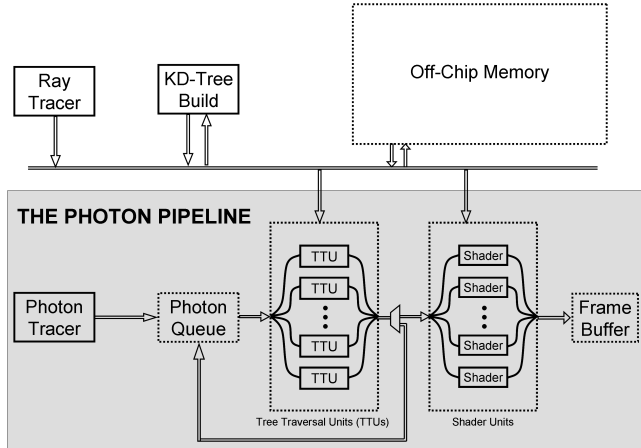 Ray
Tracer
KD-Tree
Build
Off-Chip Memory
THE PHOTON PIPELINE
Photon
Tracer
Photon
Queue
TTU
TTU
TTU
TTU
Tree Traversal Units (TTUs)
Shader
Shader
Shader
Shader
Shader Units
Frame
Buffer